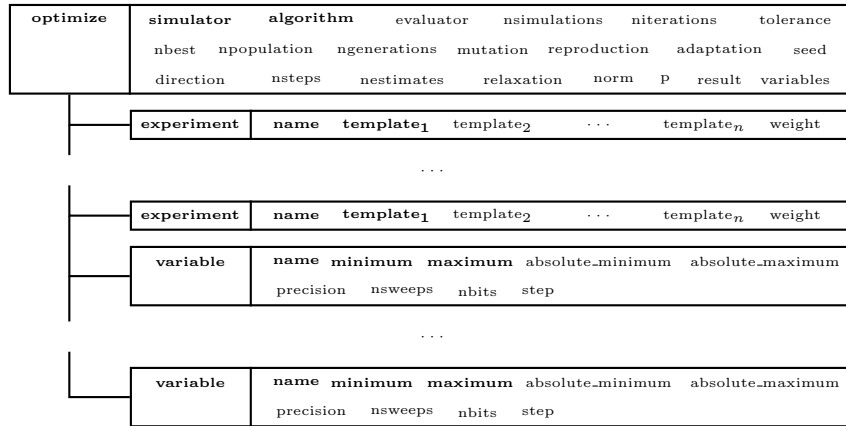 optimize simulator algorithm evaluator nsimulations niterations tolerance
nbest npopulation ngenerations mutation reproduction adaptation seed
direction nsteps nestimates relaxation norm p result variables
experiment name template₁ template₂ ··· templateₙ weight
...
experiment name template₁ template₂ ··· templateₙ weight
variable name minimum maximum absolute_minimum absolute_maximum
precision nsweeps nbits step
...
variable name minimum maximum absolute_minimum absolute_maximum
precision nsweeps nbits step